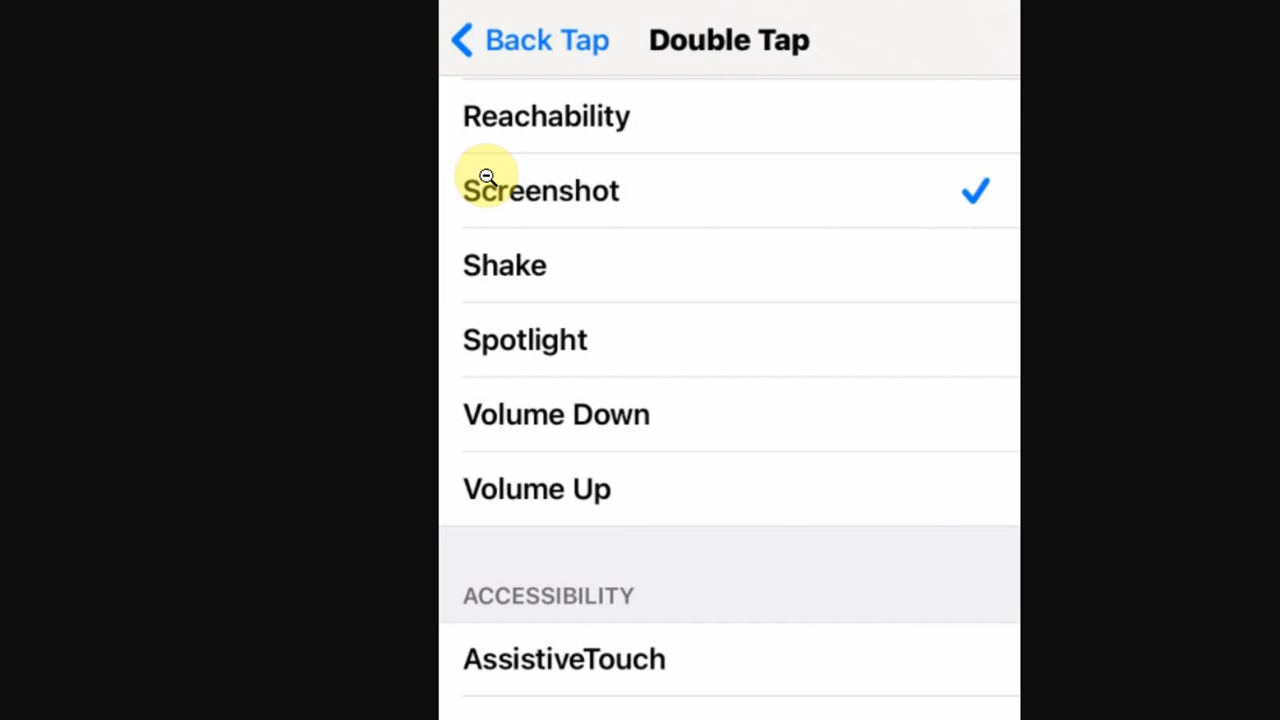 Back Tap Double Tap
Reachability
Screenshot
Shake
Spotlight
Volume Down
Volume Up
ACCESSIBILITY
AssistiveTouch